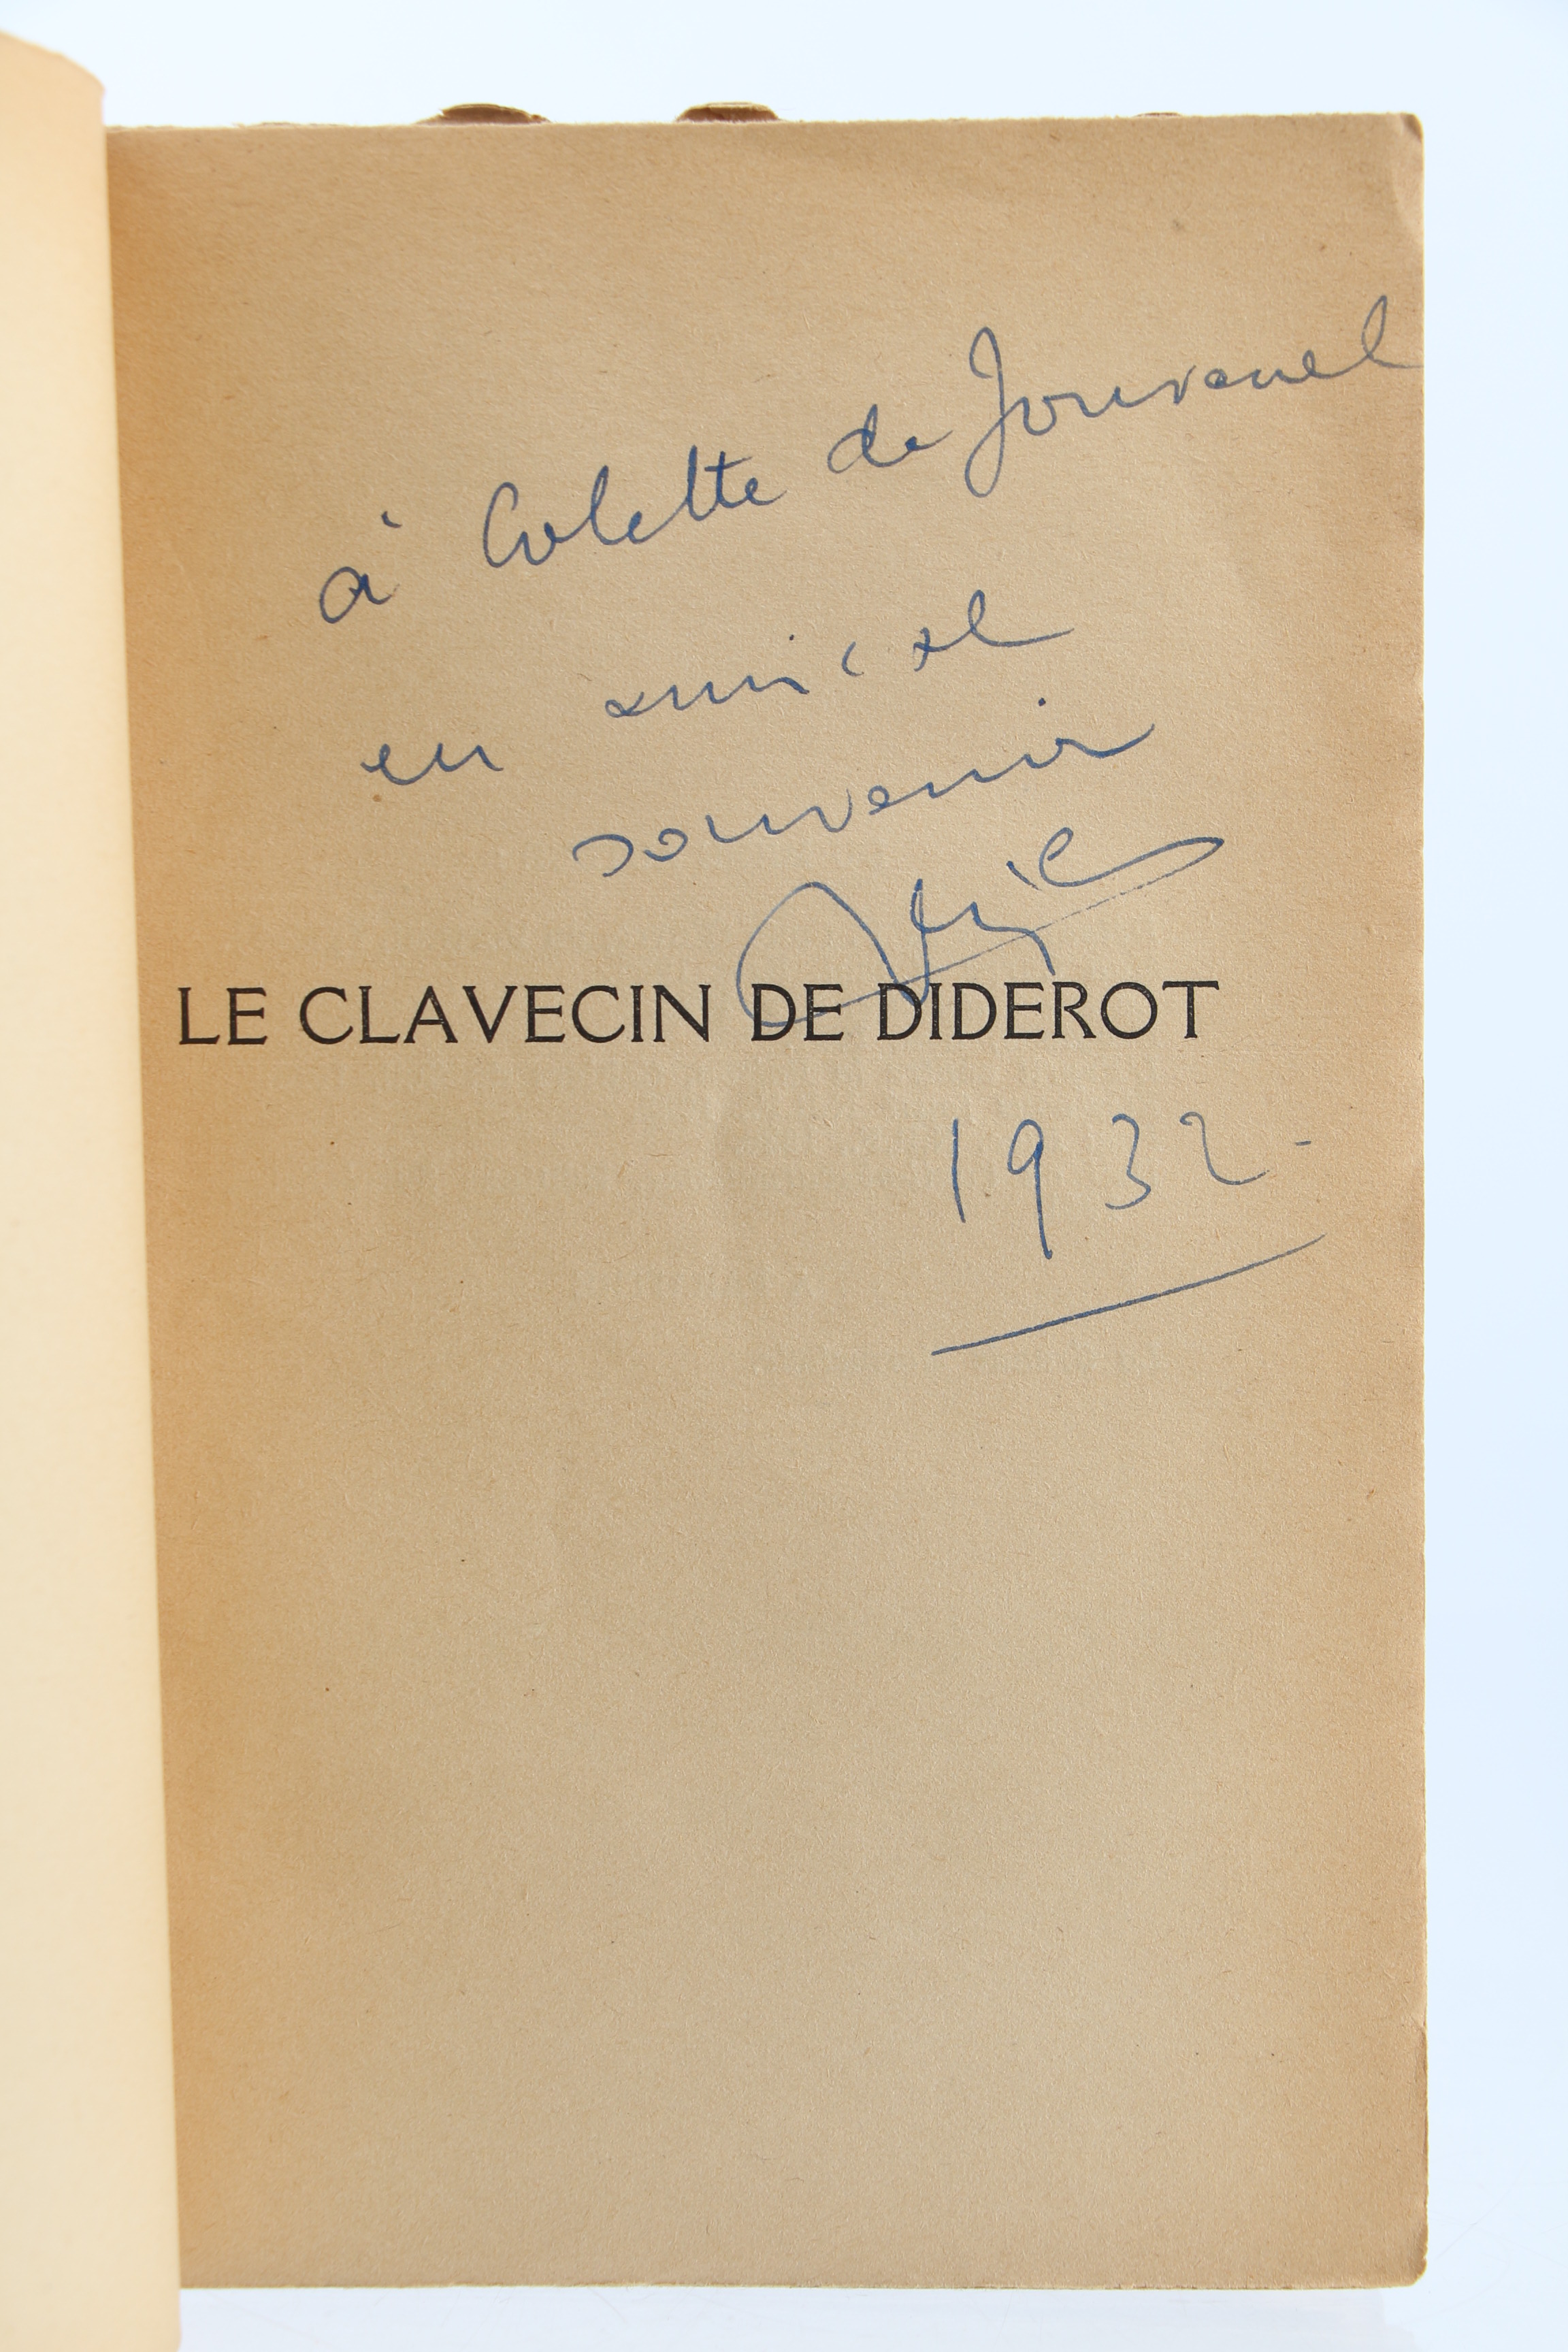 à Colette de Jouvenel
en amical
souvenir
LE CLAVECIN DE DIDEROT
1932-